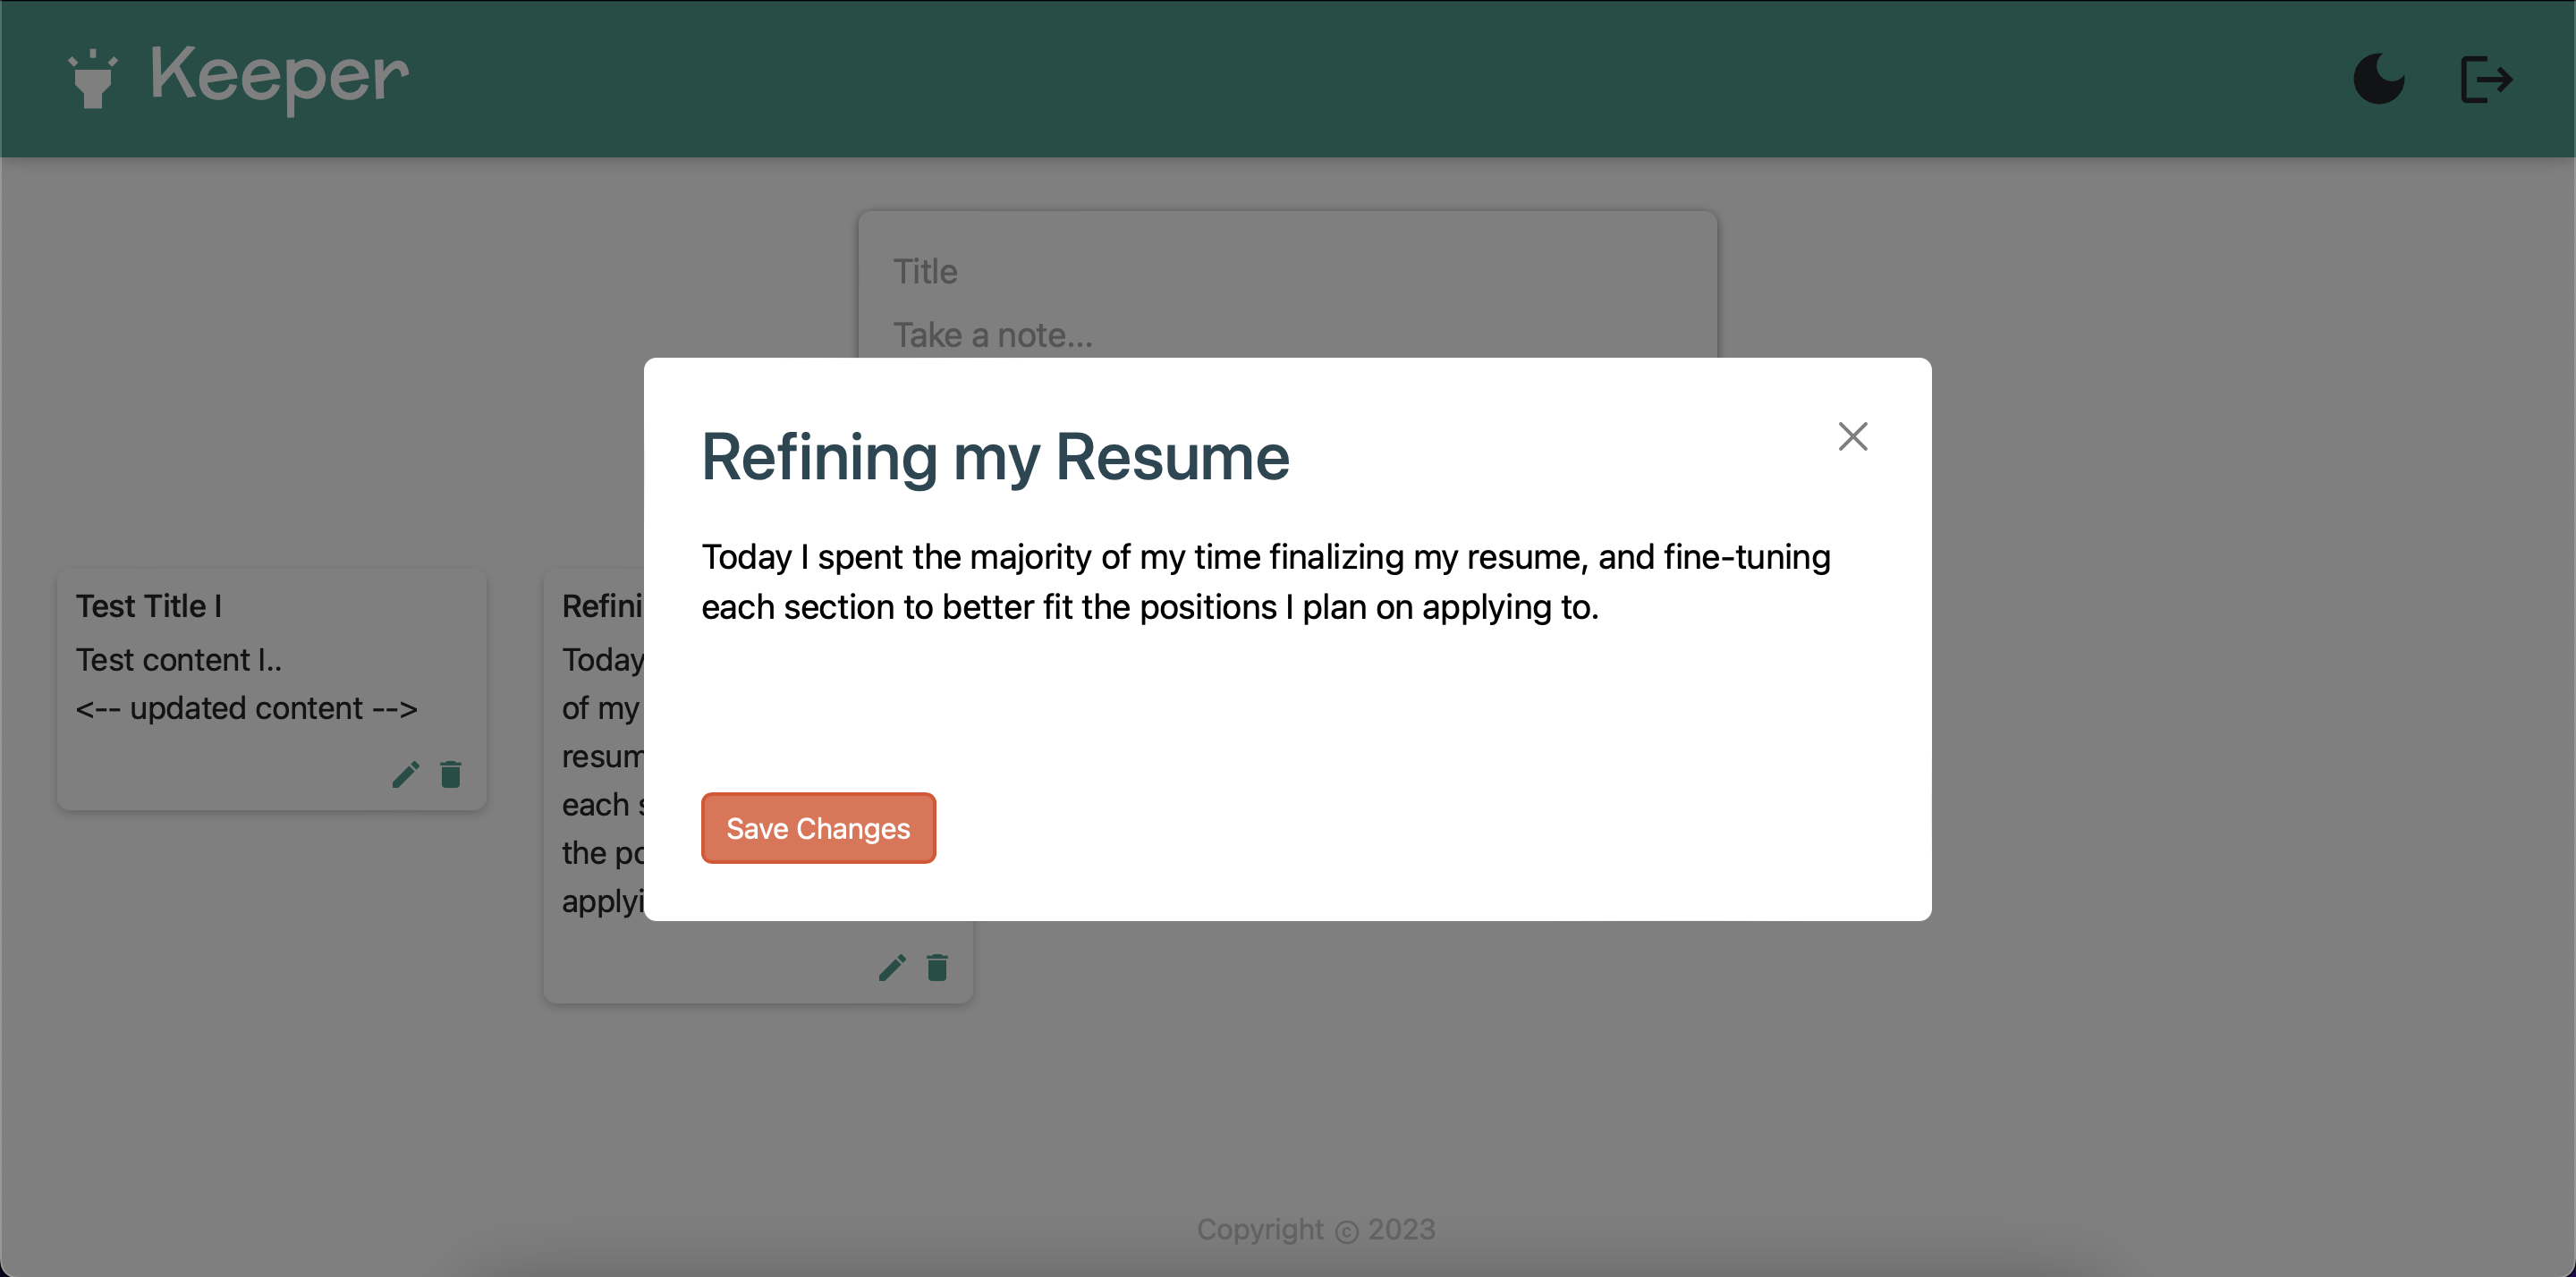 Keeper
Title
Take a note...
Refining my Resume
Today I spent the majority of my time finalizing my resume, and fine-tuning
each section to better fit the positions I plan on applying to.
Save Changes
Test Title I
Test content I..
<-- updated content -->
Refini
Today
of my
resum
each s
the po
applyi
Copyright © 2023